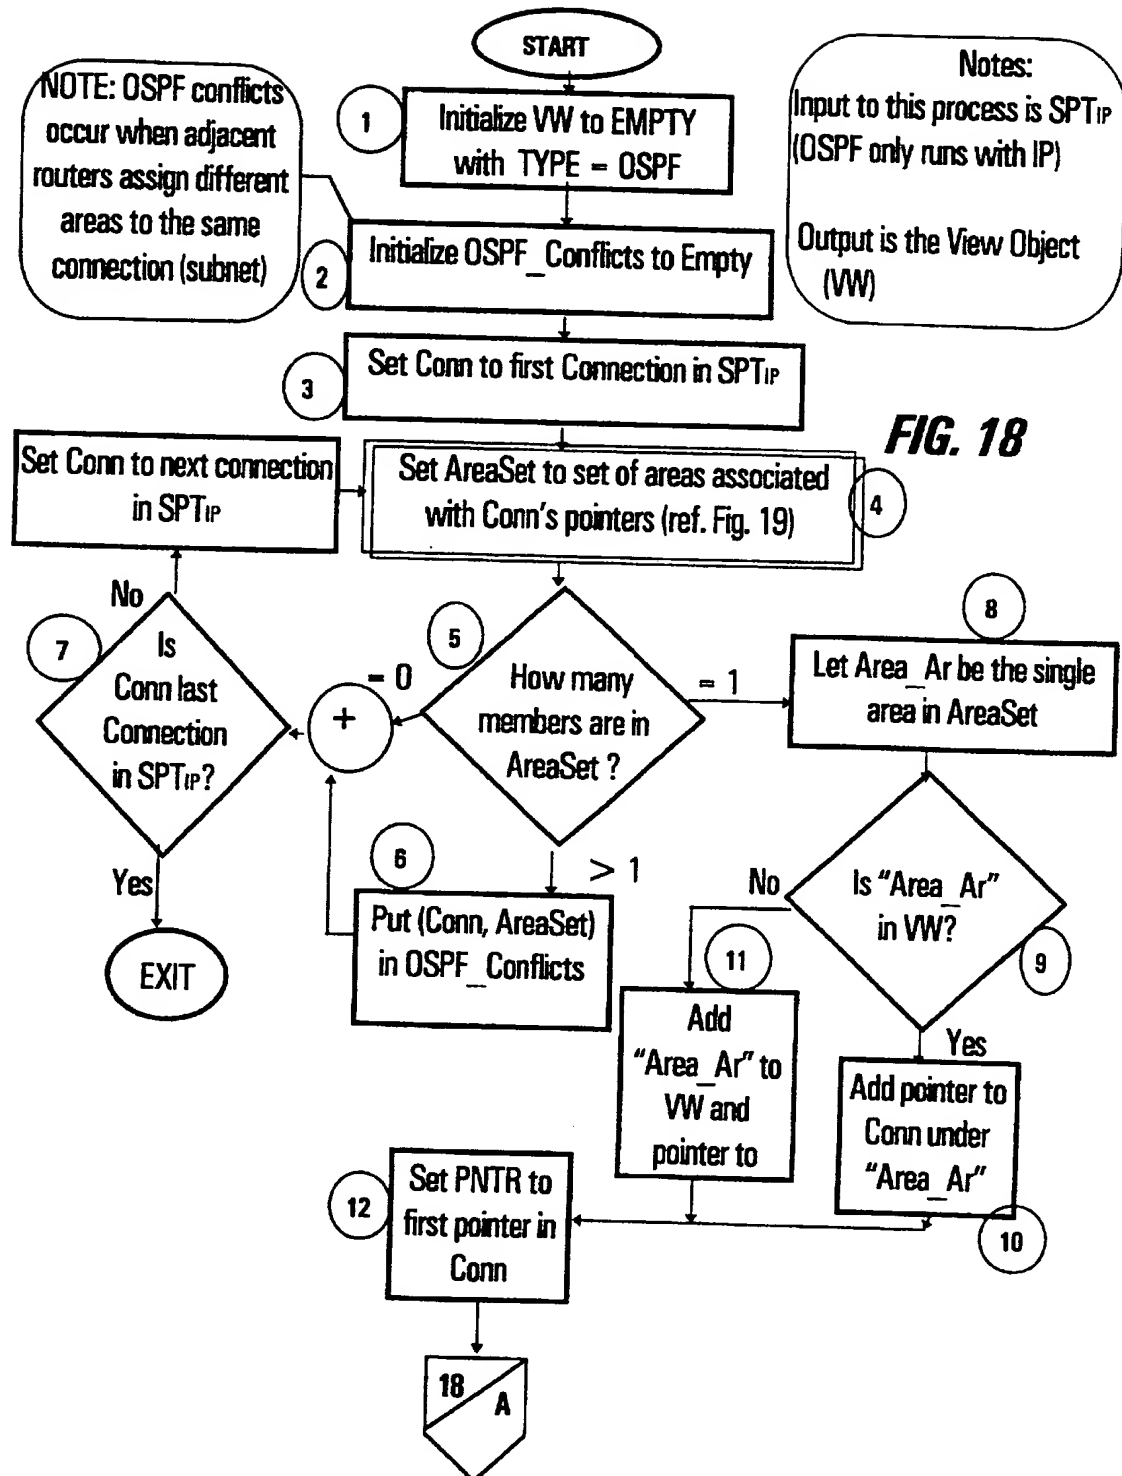 START
NOTE: OSPF conflicts
occur when adjacent
routers assign different
areas to the same
connection (subnet)
1
Initialize VW to EMPTY
with TYPE = OSPF
Notes:
Input to this process is SPTIP
(OSPF only runs with IP)
Output is the View Object
(VW)
2
Initialize OSPF_Conflicts to Empty
3
Set Conn to first Connection in SPTIP
FIG. 18
Set Conn to next connection
in SPTIP
Set AreaSet to set of areas associated
with Conn's pointers (ref. Fig. 19)
4
No
7
Is
Conn last
Connection
in SPTIP?
Yes
EXIT
+
= 0
5
How many
members are in
AreaSet ?
= 1
> 1
6
Put (Conn, AreaSet)
in OSPF_Conflicts
8
Let Area_Ar be the single
area in AreaSet
9
Is "Area_Ar"
in VW?
No
Yes
11
Add
"Area_Ar" to
VW and
pointer to
Add pointer to
Conn under
"Area_Ar"
10
12
Set PNTR to
first pointer in
Conn
18
A